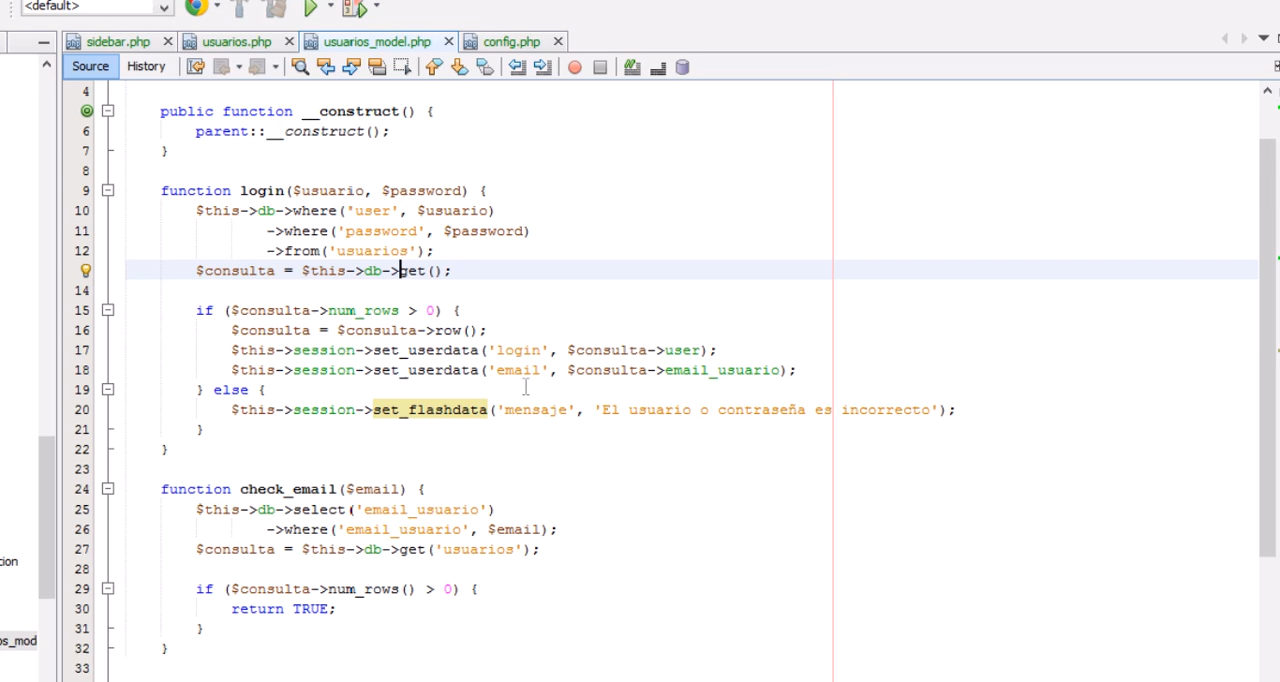 <default>
sidebar.php usuarios.php usuarios_model.php config.php
Source History
4
public function __construct() {
6 parent::__construct();
7 }
8
9 function login($usuario, $password) {
10 $this->db->where('user', $usuario)
11 ->where('password', $password)
12 ->from('usuarios');
$consulta = $this->db->get();
14
15 if ($consulta->num_rows > 0) {
16 $consulta = $consulta->row();
17 $this->session->set_userdata('login', $consulta->user);
18 $this->session->set_userdata('email', $consulta->email_usuario);
19 } else {
20 $this->session->set_flashdata('mensaje', 'El usuario o contraseña es incorrecto');
21 }
22 }
23
24 function check_email($email) {
25 $this->db->select('email_usuario')
26 ->where('email_usuario', $email);
27 $consulta = $this->db->get('usuarios');
28
29 if ($consulta->num_rows() > 0) {
30 return TRUE;
31 }
32 }
33
cion
os_mod